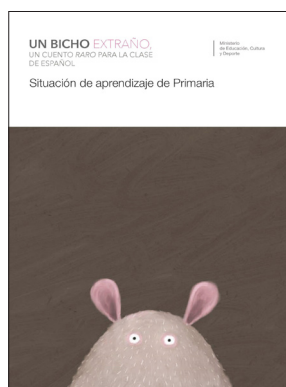 UN BICHO EXTRAÑO,
UN CUENTO RARO PARA LA CLASE
DE ESPAÑOL
Ministerio
de Educación, Cultura
y Deporte
Situación de aprendizaje de Primaria